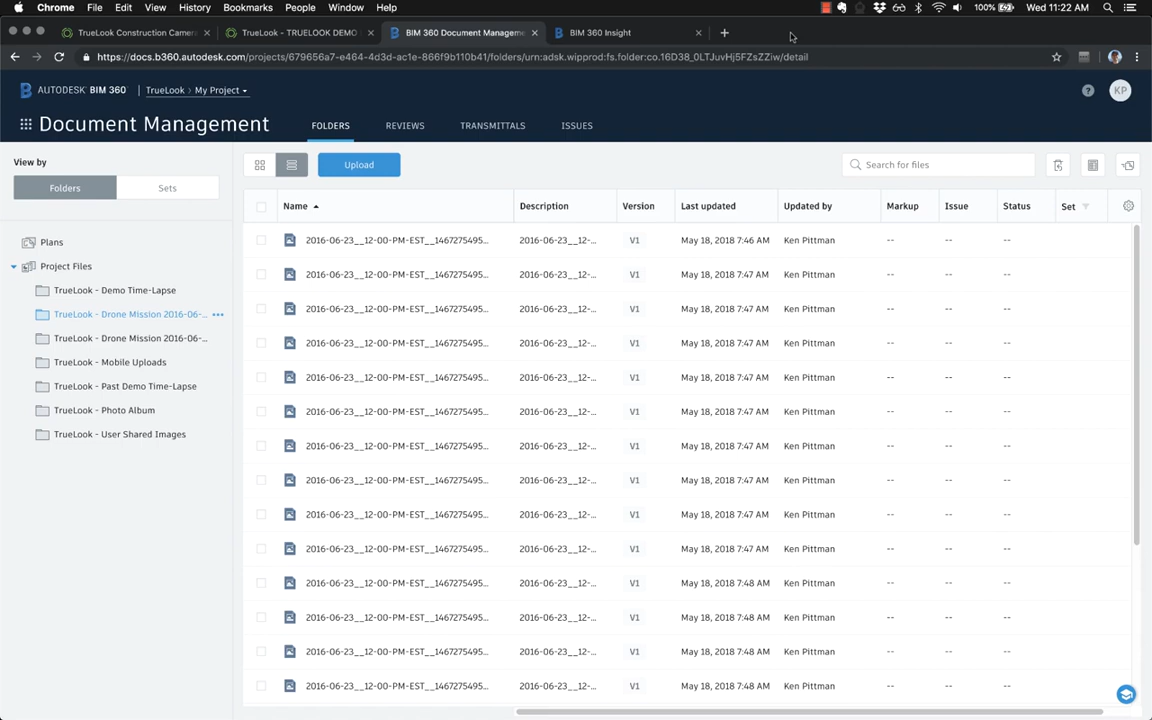 Chrome File Edit View History Bookmarks People Window Help 100% Wed 11:22 AM
TrueLook Construction Camera × TrueLook - TRUELOOK DEMO × BIM 360 Document Managem × BIM 360 Insight × +
https://docs.b360.autodesk.com/projects/679656a7-e464-4d3d-ac1e-866f9b110b41/folders/urn:adsk.wipprod:fs.folder:co.16D38_0LTJuvHj5FZsZZiw/detail
AUTODESK BIM 360° TrueLook › My Project ? KP
Document Management FOLDERS REVIEWS TRANSMITTALS ISSUES
View by
Folders Sets
Plans
Project Files
TrueLook - Demo Time-Lapse
TrueLook - Drone Mission 2016-06-... •••
TrueLook - Drone Mission 2016-06-...
TrueLook - Mobile Uploads
TrueLook - Past Demo Time-Lapse
TrueLook - Photo Album
TrueLook - User Shared Images
Upload Search for files
Name Description Version Last updated Updated by Markup Issue Status Set
2016-06-23__12-00-PM-EST__1467275495... 2016-06-23__12-... V1 May 18, 2018 7:46 AM Ken Pittman -- -- --
2016-06-23__12-00-PM-EST__1467275495... 2016-06-23__12-... V1 May 18, 2018 7:47 AM Ken Pittman -- -- --
2016-06-23__12-00-PM-EST__1467275495... 2016-06-23__12-... V1 May 18, 2018 7:47 AM Ken Pittman -- -- --
2016-06-23__12-00-PM-EST__1467275495... 2016-06-23__12-... V1 May 18, 2018 7:47 AM Ken Pittman -- -- --
2016-06-23__12-00-PM-EST__1467275495... 2016-06-23__12-... V1 May 18, 2018 7:47 AM Ken Pittman -- -- --
2016-06-23__12-00-PM-EST__1467275495... 2016-06-23__12-... V1 May 18, 2018 7:47 AM Ken Pittman -- -- --
2016-06-23__12-00-PM-EST__1467275495... 2016-06-23__12-... V1 May 18, 2018 7:47 AM Ken Pittman -- -- --
2016-06-23__12-00-PM-EST__1467275495... 2016-06-23__12-... V1 May 18, 2018 7:47 AM Ken Pittman -- -- --
2016-06-23__12-00-PM-EST__1467275495... 2016-06-23__12-... V1 May 18, 2018 7:47 AM Ken Pittman -- -- --
2016-06-23__12-00-PM-EST__1467275495... 2016-06-23__12-... V1 May 18, 2018 7:47 AM Ken Pittman -- -- --
2016-06-23__12-00-PM-EST__1467275495... 2016-06-23__12-... V1 May 18, 2018 7:48 AM Ken Pittman -- -- --
2016-06-23__12-00-PM-EST__1467275495... 2016-06-23__12-... V1 May 18, 2018 7:48 AM Ken Pittman -- -- --
2016-06-23__12-00-PM-EST__1467275495... 2016-06-23__12-... V1 May 18, 2018 7:48 AM Ken Pittman -- -- --
2016-06-23__12-00-PM-EST__1467275495... 2016-06-23__12-... V1 May 18, 2018 7:48 AM Ken Pittman -- -- --